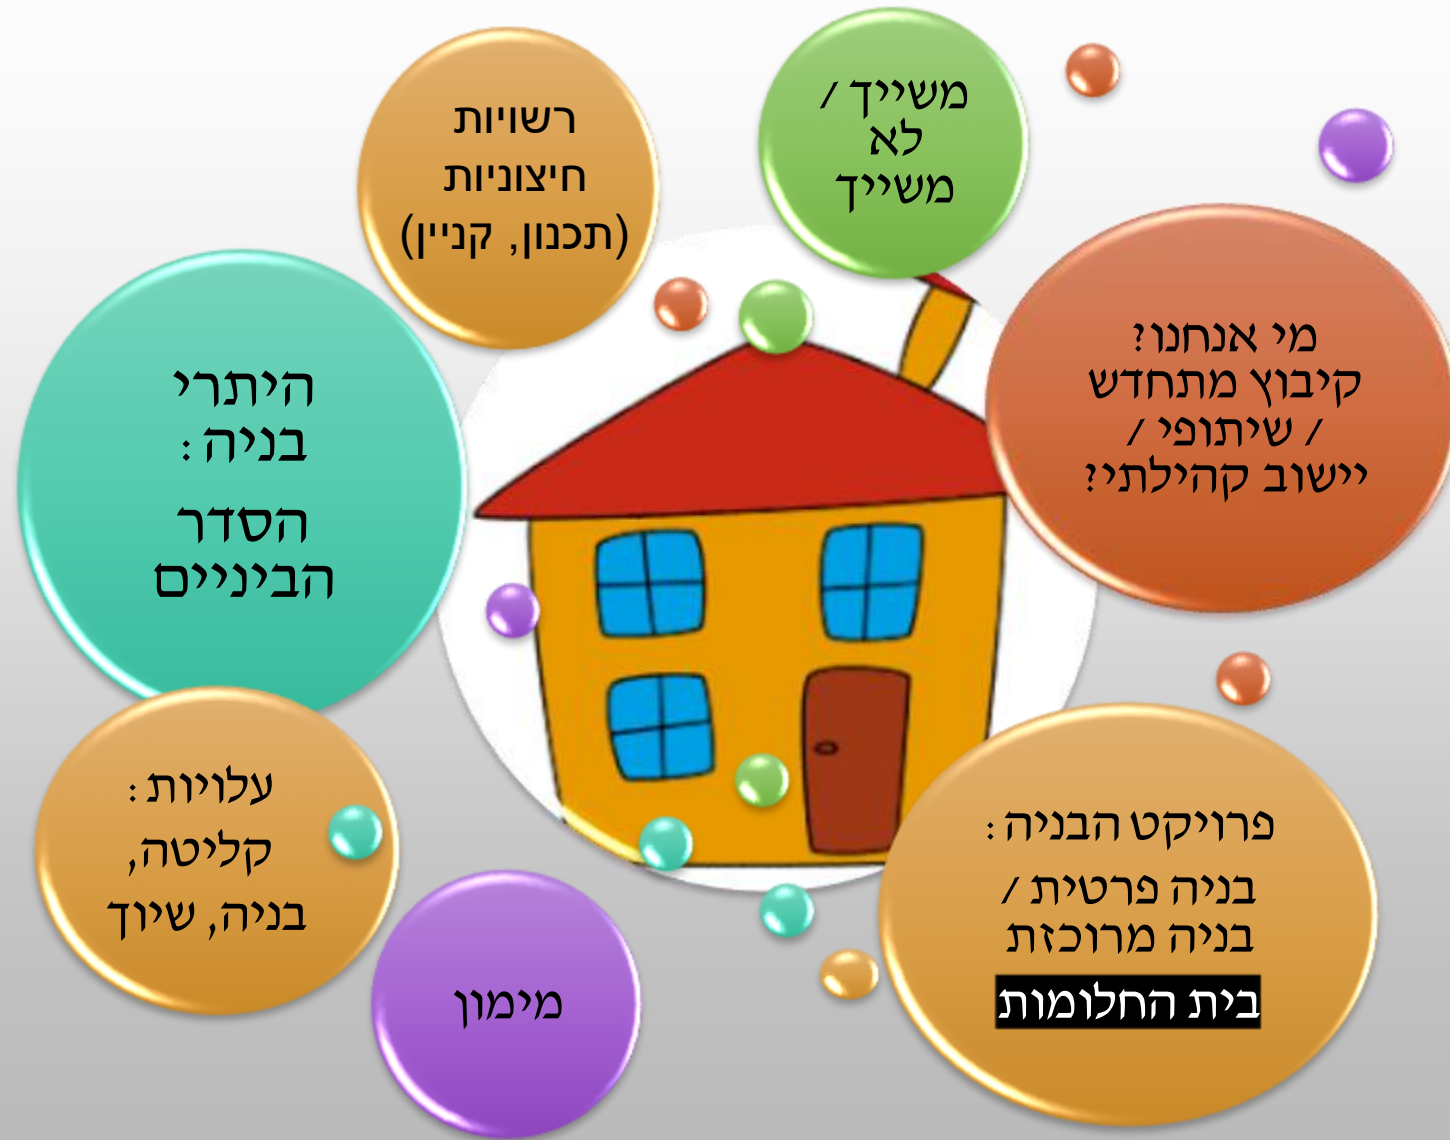 משייך /
לא
משייך
רשויות
חיצוניות
(תכנון, קניין)
מי אנחנו?
קיבוץ מתחדש
/ שיתופי /
יישוב קהילתי?
היתרי
בניה:
הסדר
הביניים
עלויות:
קליטה,
בניה, שיוך
פרויקט הבניה:
בניה פרטית /
בניה מרוכזת
בית החלומות
מימון